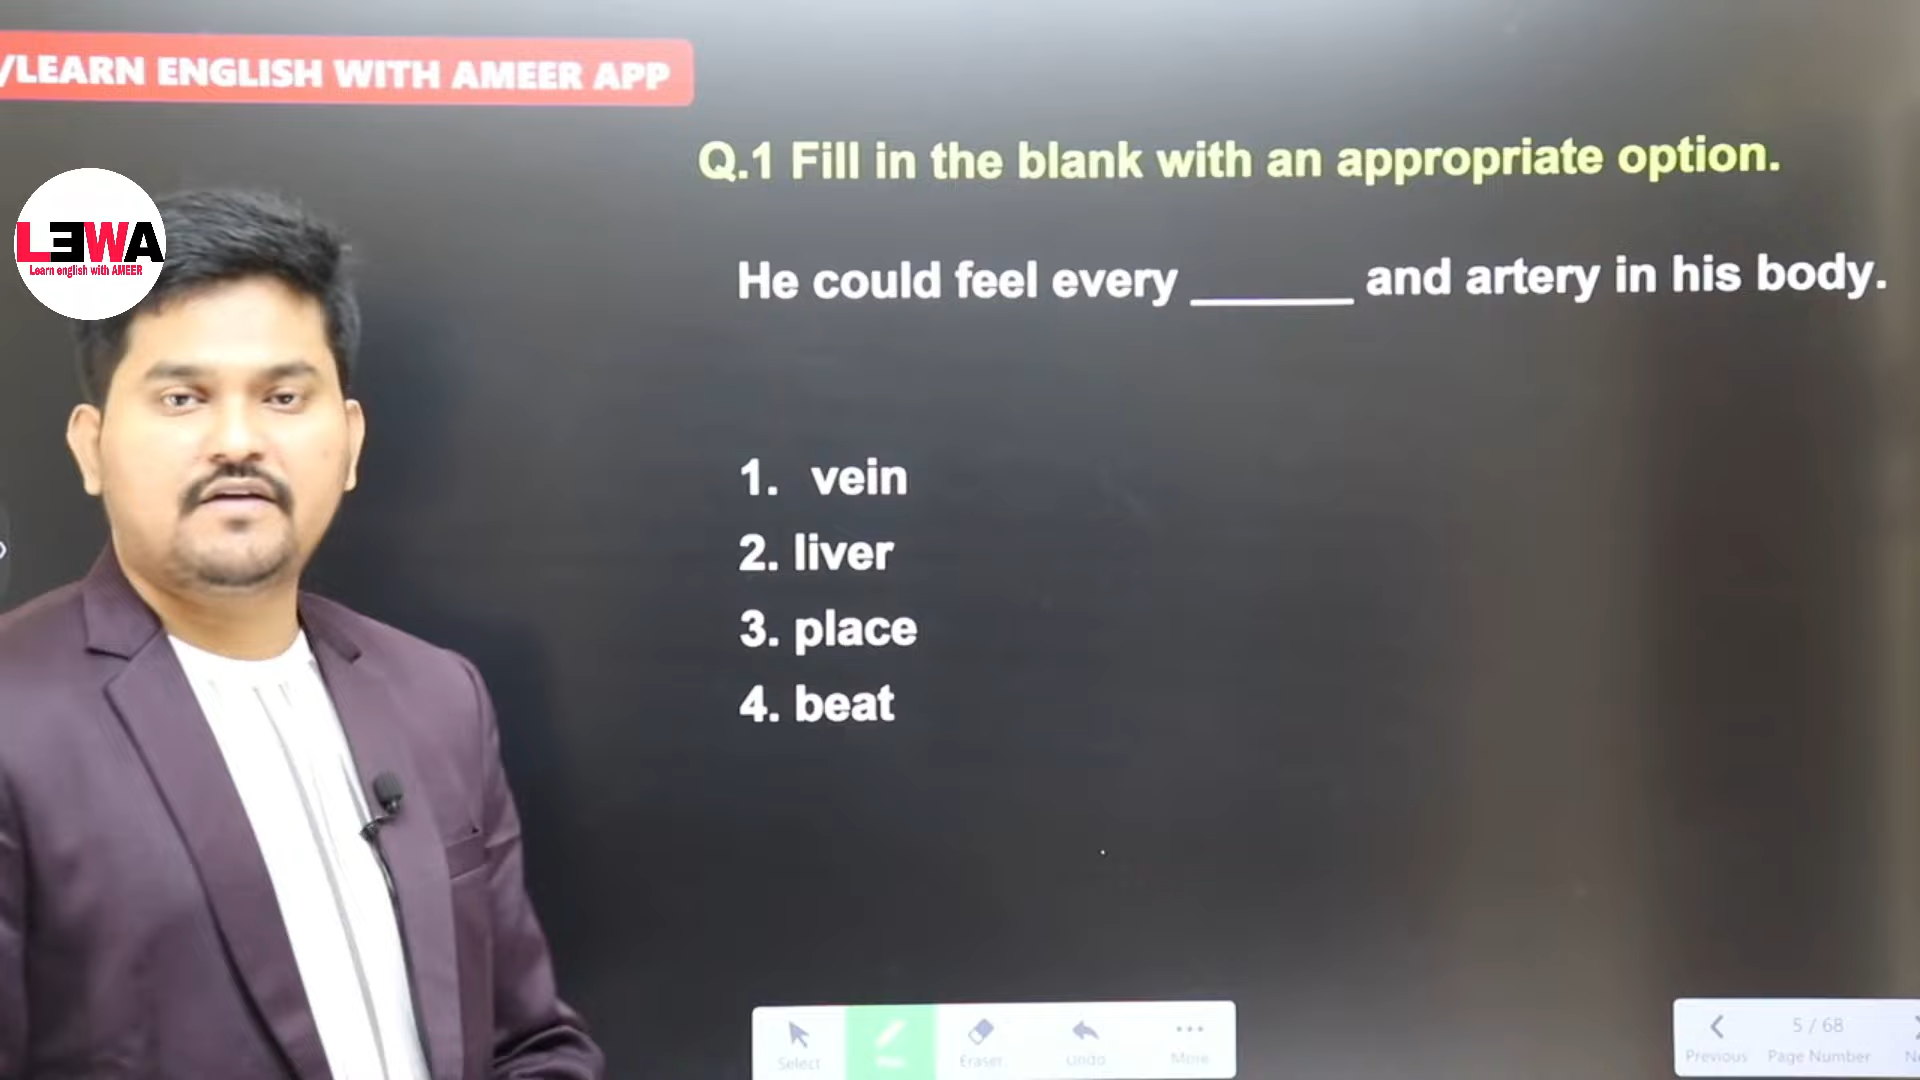 /LEARN ENGLISH WITH AMEER APP
Q.1 Fill in the blank with an appropriate option.
LEWA
Learn english with AMEER
He could feel every ______ and artery in his body.
1. vein
2. liver
3. place
4. beat
Select
Eraser
Undo
More
5 / 68
Previous
Page Number